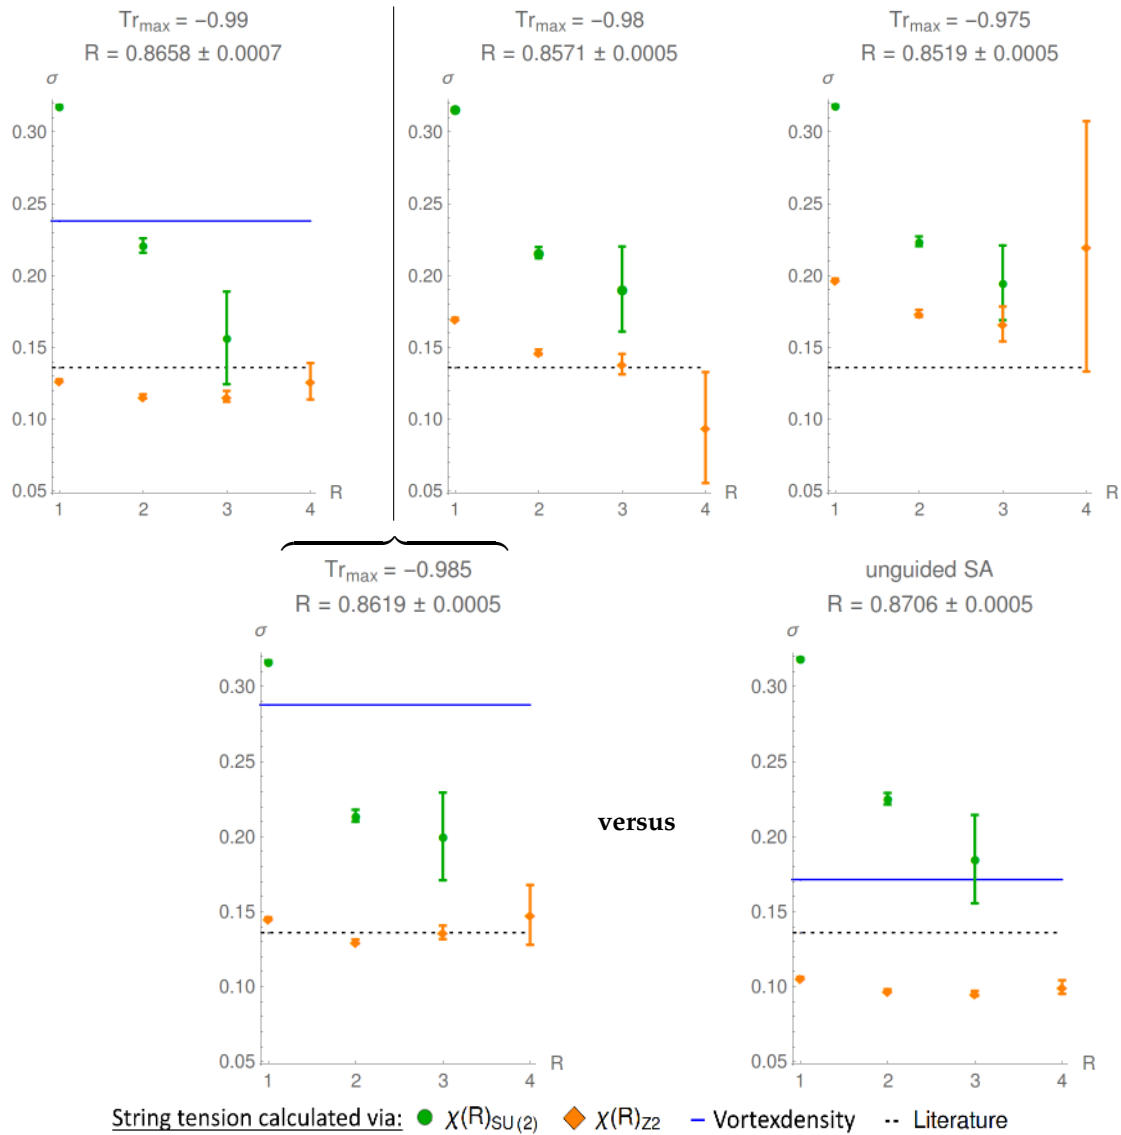 Tr_max = −0.99
R = 0.8658 ± 0.0007
σ
0.30
0.25
0.20
0.15
0.10
0.05
1 2 3 4 R
Tr_max = −0.98
R = 0.8571 ± 0.0005
σ
0.30
0.25
0.20
0.15
0.10
0.05
1 2 3 4 R
Tr_max = −0.975
R = 0.8519 ± 0.0005
σ
0.30
0.25
0.20
0.15
0.10
0.05
1 2 3 4 R
Tr_max = −0.985
R = 0.8619 ± 0.0005
σ
0.30
0.25
0.20
0.15
0.10
0.05
1 2 3 4 R
versus
unguided SA
R = 0.8706 ± 0.0005
σ
0.30
0.25
0.20
0.15
0.10
0.05
1 2 3 4 R
String tension calculated via: χ(R)_SU(2) χ(R)_Z2 Vortexdensity Literature